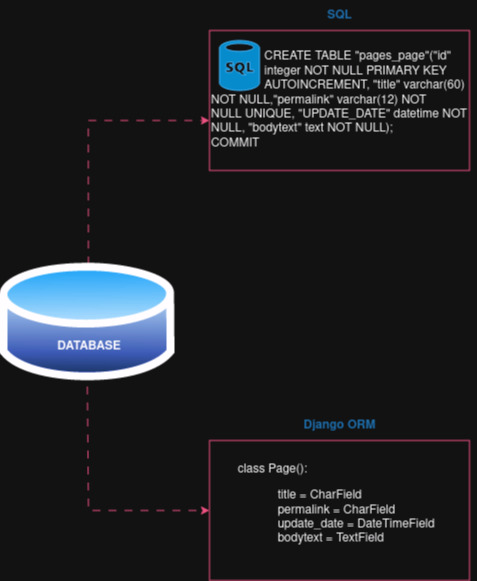 SQL
SQL
CREATE TABLE "pages_page"("id"
integer NOT NULL PRIMARY KEY
AUTOINCREMENT, "title" varchar(60)
NOT NULL,"permalink" varchar(12) NOT
NULL UNIQUE, "UPDATE_DATE" datetime NOT
NULL, "bodytext" text NOT NULL);
COMMIT
DATABASE
Django ORM
class Page():
title = CharField
permalink = CharField
update_date = DateTimeField
bodytext = TextField